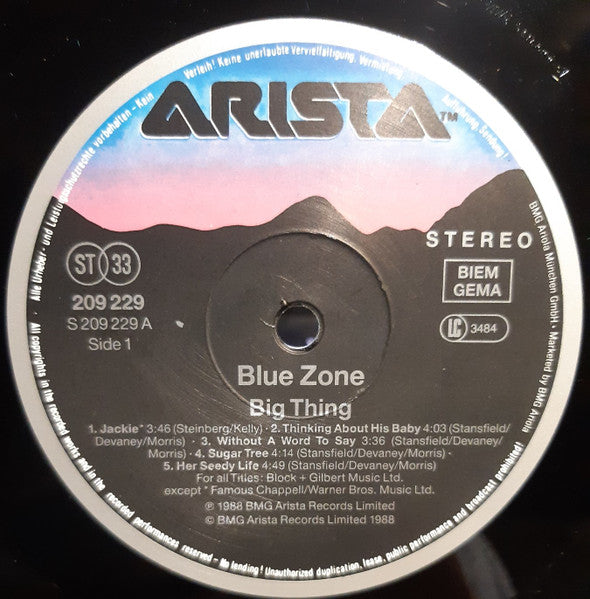 ARISTA™
STEREO
ST 33
BIEM
GEMA
209 229
S 209 229 A
Side 1
LC 3484
Blue Zone
Big Thing
1. Jackie* 3:46 (Steinberg/Kelly) · 2. Thinking About His Baby 4:03 (Stansfield/
Devaney/Morris) · 3. Without A Word To Say 3:36 (Stansfield/Devaney/
Morris) · 4. Sugar Tree 4:14 (Stansfield/Devaney/Morris) ·
5. Her Seedy Life 4:49 (Stansfield/Devaney/Morris)
For all Titles: Block + Gilbert Music Ltd.
except * Famous Chappell/Warner Bros. Music Ltd.
℗ 1988 BMG Arista Records Limited
© BMG Arista Records Limited 1988
Alle Urheber- und Leistungsschutzrechte vorbehalten – Kein Verleih! Keine unerlaubte Vervielfältigung, Vermietung, Aufführung, Sendung!
BMG Ariola München GmbH · Marketed by BMG Ariola
All copyrights in the recorded works and in the recorded performances reserved – No lending! Unauthorized duplication, lease, public performance and broadcast prohibited!